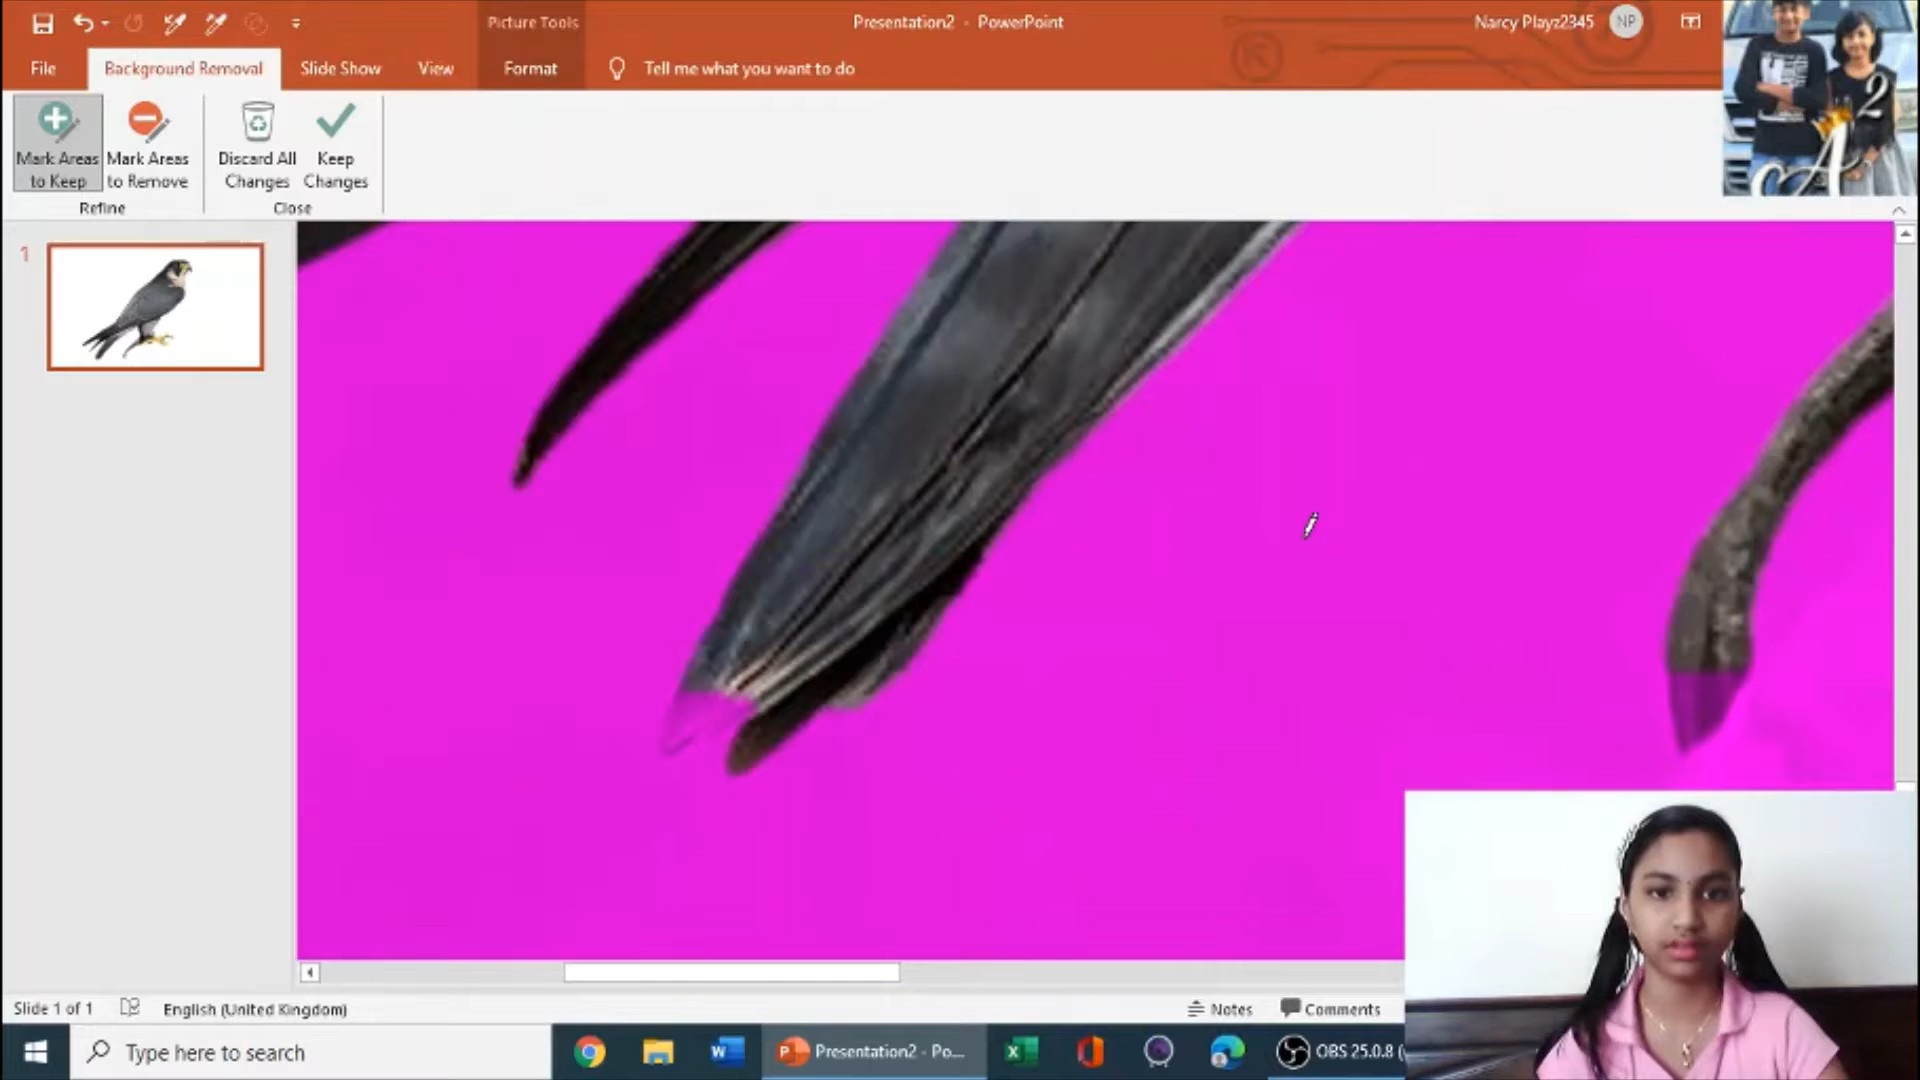 Picture Tools
Presentation2 - PowerPoint
Narcy Playz2345
NP
File
Background Removal
Slide Show
View
Format
Tell me what you want to do
Mark Areas to Keep
Mark Areas to Remove
Discard All Changes
Keep Changes
Refine
Close
A2
1
Slide 1 of 1
English (United Kingdom)
Notes
Comments
Type here to search
Presentation2 - Po...
OBS 25.0.8 (